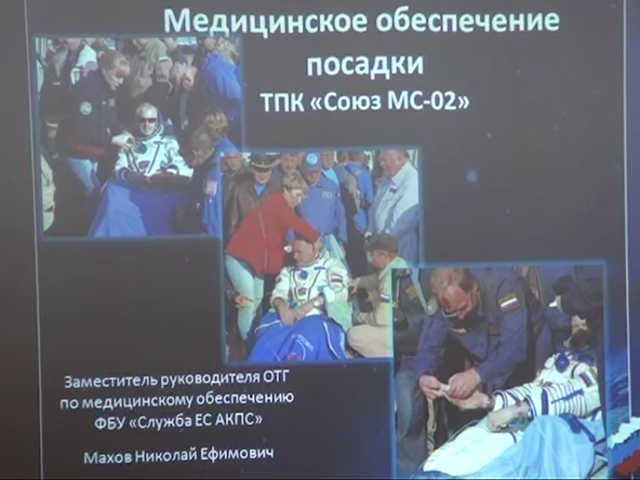 Медицинское обеспечение
посадки
ТПК «Союз МС-02»
Заместитель руководителя ОТГ
по медицинскому обеспечению
ФБУ «Служба ЕС АКПС»
Махов Николай Ефимович